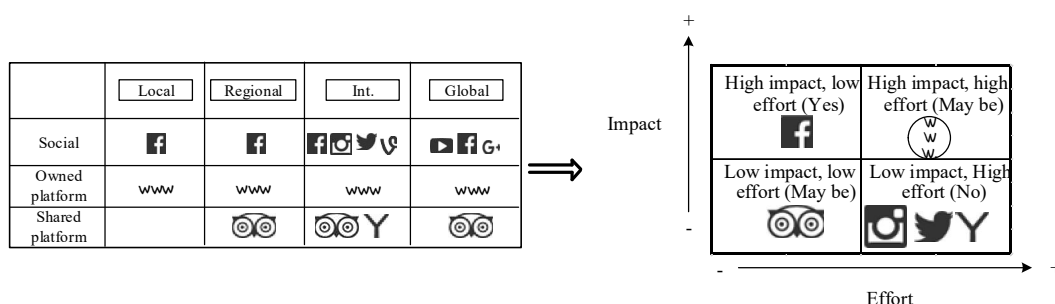 Local Regional Int. Global
Social
Owned
platform
www www www www
Shared
platform
Impact
+
-
High impact, low
effort (Yes)
High impact, high
effort (May be)
W
W
W
Low impact, low
effort (May be)
Low impact, High
effort (No)
- +
Effort